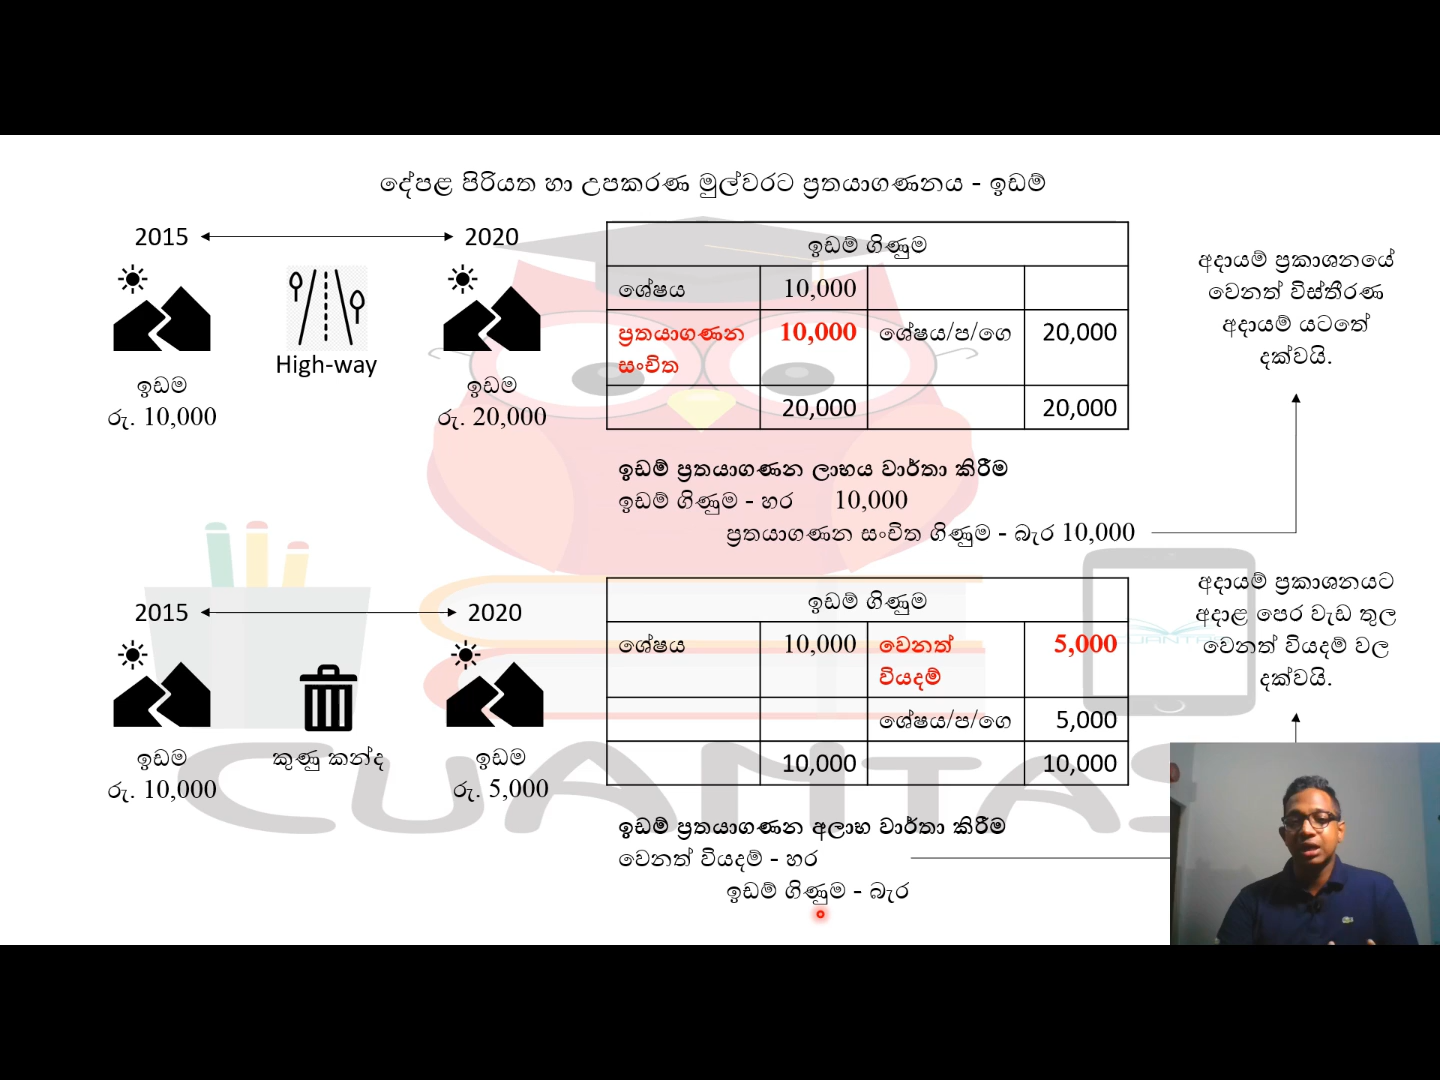 දේපළ පිරියත හා උපකරණ මුල්වරට ප්‍රත්‍යාගණනය - ඉඩම්
2015
2020
High-way
ඉඩම
රු. 10,000
ඉඩම
රු. 20,000
ඉඩම් ගිණුම
ශේෂය 10,000
ප්‍රත්‍යාගණන 10,000 ශේෂය/ප/ගෙ 20,000
සංචිත
20,000 20,000
ඉඩම් ප්‍රත්‍යාගණන ලාභය වාර්තා කිරීම
ඉඩම් ගිණුම - හර 10,000
ප්‍රත්‍යාගණන සංචිත ගිණුම - බැර 10,000
අදායම් ප්‍රකාශනයේ
වෙනත් විස්තීරණ
අදායම් යටතේ
දක්වයි.
2015
2020
ඉඩම
රු. 10,000
කුණු කන්ද
ඉඩම
රු. 5,000
ඉඩම් ගිණුම
ශේෂය 10,000 වෙනත් 5,000
වියදම්
ශේෂය/ප/ගෙ 5,000
10,000 10,000
ඉඩම් ප්‍රත්‍යාගණන අලාභ වාර්තා කිරීම
වෙනත් වියදම් - හර
ඉඩම් ගිණුම - බැර
අදායම් ප්‍රකාශනයට
අදාළ පෙර වැඩ තුල
වෙනත් වියදම් වල
දක්වයි.
CUANTAS